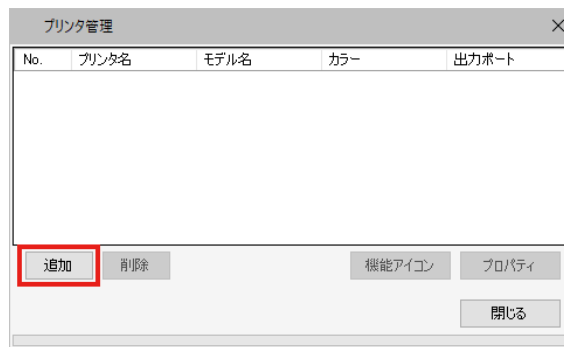 プリンタ管理
No. プリンタ名 モデル名 カラー 出力ポート
追加 削除 機能アイコン プロパティ
閉じる